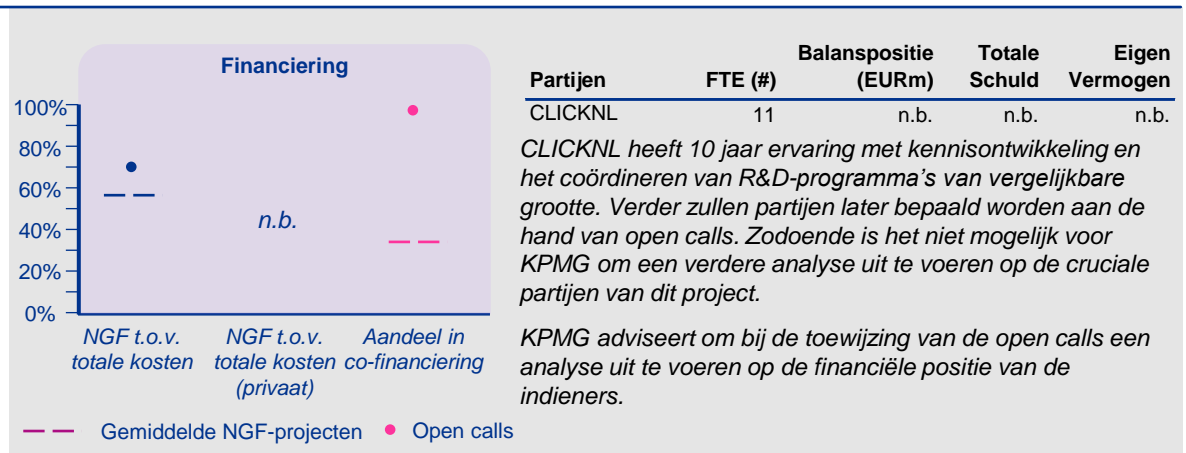 Financiering
100%
80%
60%
40%
20%
0%
n.b.
NGF t.o.v. totale kosten
NGF t.o.v. totale kosten (privaat)
Aandeel in co-financiering
Gemiddelde NGF-projecten
Open calls
Partijen FTE (#) Balanspositie (EURm) Totale Schuld Eigen Vermogen
CLICKNL 11 n.b. n.b. n.b.
CLICKNL heeft 10 jaar ervaring met kennisontwikkeling en
het coördineren van R&D-programma's van vergelijkbare
grootte. Verder zullen partijen later bepaald worden aan de
hand van open calls. Zodoende is het niet mogelijk voor
KPMG om een verdere analyse uit te voeren op de cruciale
partijen van dit project.
KPMG adviseert om bij de toewijzing van de open calls een
analyse uit te voeren op de financiële positie van de
indieners.